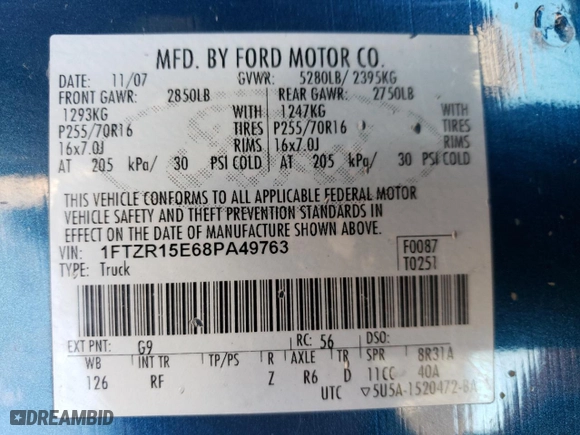 MFD. BY FORD MOTOR CO.
DATE: 11/07 GVWR: 5280LB/ 2395KG
FRONT GAWR: 2850LB REAR GAWR: 2750LB
1293KG WITH 1247KG WITH
P255/70R16 TIRES P255/70R16 TIRES
16x7.0J RIMS 16x7.0J RIMS
AT 205 kPa/ 30 PSI COLD AT 205 kPa/ 30 PSI COLD
THIS VEHICLE CONFORMS TO ALL APPLICABLE FEDERAL MOTOR
VEHICLE SAFETY AND THEFT PREVENTION STANDARDS IN
EFFECT ON THE DATE OF MANUFACTURE SHOWN ABOVE.
VIN: 1FTZR15E68PA49763 F0087
TYPE: Truck T0251
EXT PNT: G9 RC: 56 DSO:
WB INT TR TP/PS R AXLE TR SPR 8R31A
126 RF Z R6 D 11CC 40A
UTC 5U5A-1520472-BA
DREAMBID